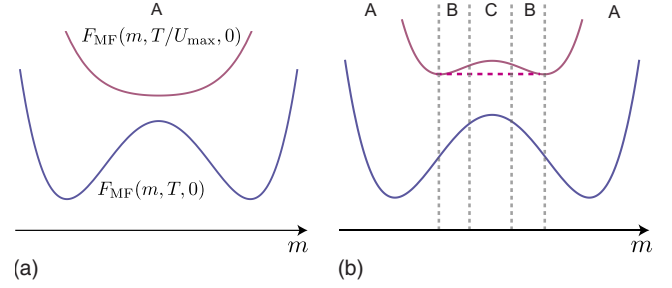 A
A B C B A
F_MF(m, T/U_max, 0)
F_MF(m, T, 0)
m m
(a) (b)